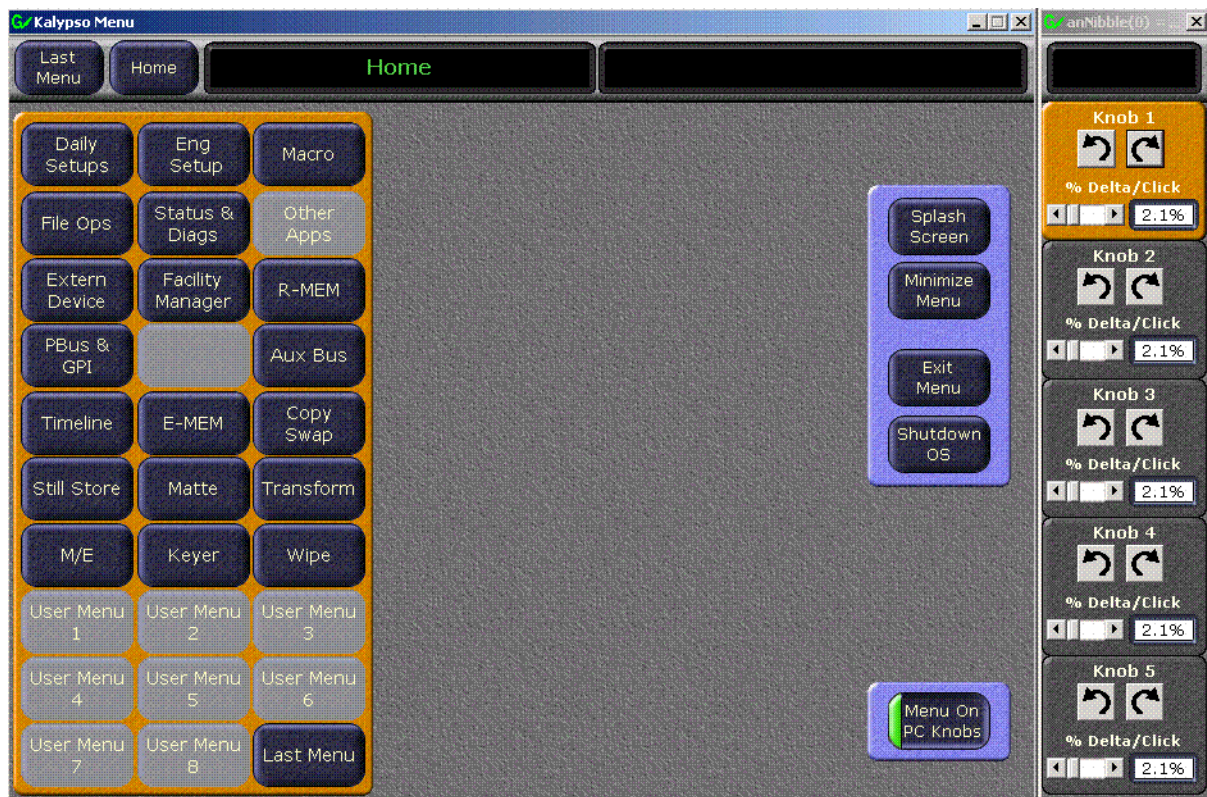 Kalypso Menu
Last
Menu
Home
Home
Daily
Setups
Eng
Setup
Macro
File Ops
Status &
Diags
Other
Apps
Extern
Device
Facility
Manager
R-MEM
PBus &
GPI
Aux Bus
Timeline
E-MEM
Copy
Swap
Still Store
Matte
Transform
M/E
Keyer
Wipe
User Menu
1
User Menu
2
User Menu
3
User Menu
4
User Menu
5
User Menu
6
User Menu
7
User Menu
8
Last Menu
Splash
Screen
Minimize
Menu
Exit
Menu
Shutdown
OS
Menu On
PC Knobs
anNibble(0) = ...
Knob 1
% Delta/Click
2.1%
Knob 2
% Delta/Click
2.1%
Knob 3
% Delta/Click
2.1%
Knob 4
% Delta/Click
2.1%
Knob 5
% Delta/Click
2.1%